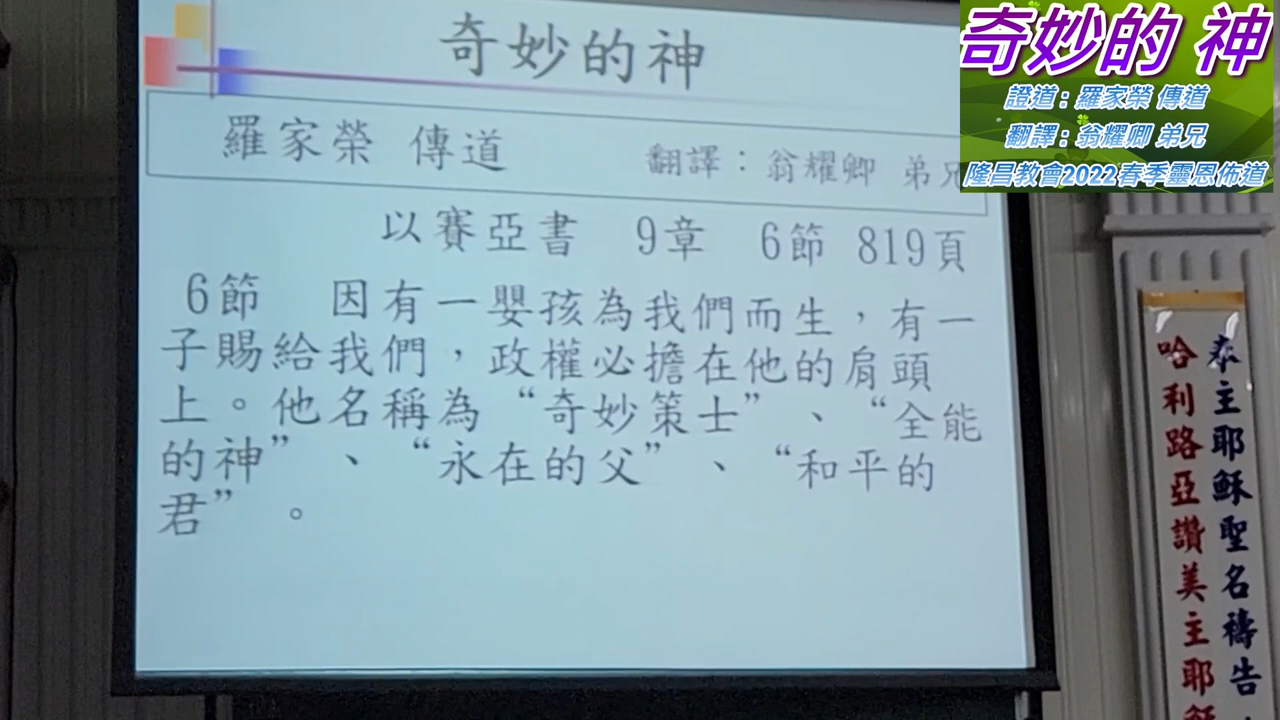 奇妙的神
羅家榮 傳道 翻譯：翁耀卿 弟兄
以賽亞書 9章 6節 819頁
6節 因有一嬰孩為我們而生，有一
子賜給我們，政權必擔在他的肩頭
上。他名稱為“奇妙策士”、“全能
的神”、“永在的父”、“和平的
君”。
奇妙的 神
證道：羅家榮 傳道
翻譯：翁耀卿 弟兄
隆昌教會2022春季靈恩佈道
奉主耶穌聖名禱告
哈利路亞讚美主耶穌